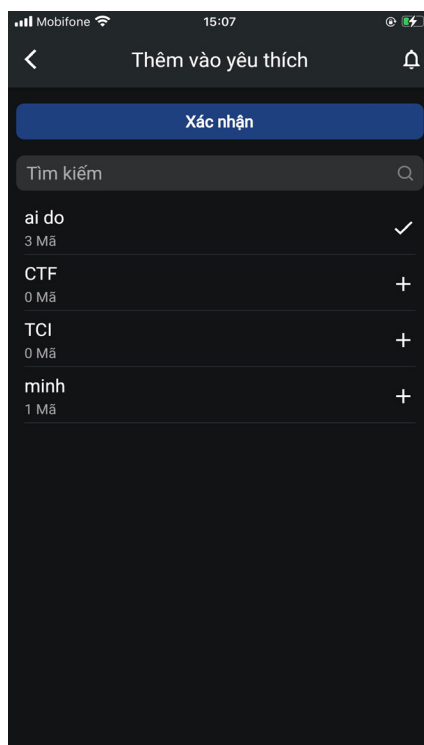 Mobifone 15:07
Thêm vào yêu thích
Xác nhận
Tìm kiếm
ai do
3 Mã
CTF
0 Mã
TCI
0 Mã
minh
1 Mã